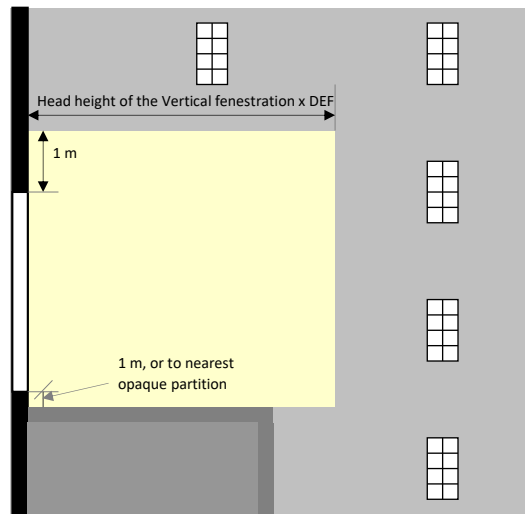 Head height of the Vertical fenestration x DEF
1 m
1 m, or to nearest
opaque partition